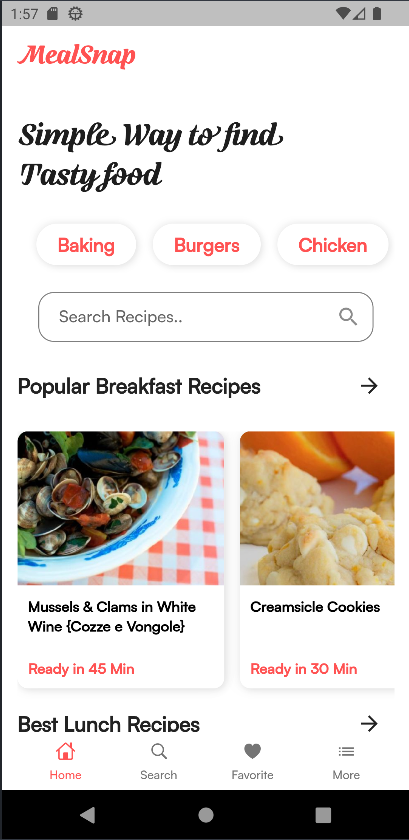 1:57
MealSnap
Simple Way to find
Tasty food
Baking Burgers Chicken
Search Recipes..
Popular Breakfast Recipes
Mussels & Clams in White
Wine {Cozze e Vongole}
Ready in 45 Min
Creamsicle Cookies
Ready in 30 Min
Best Lunch Recipes
Home Search Favorite More